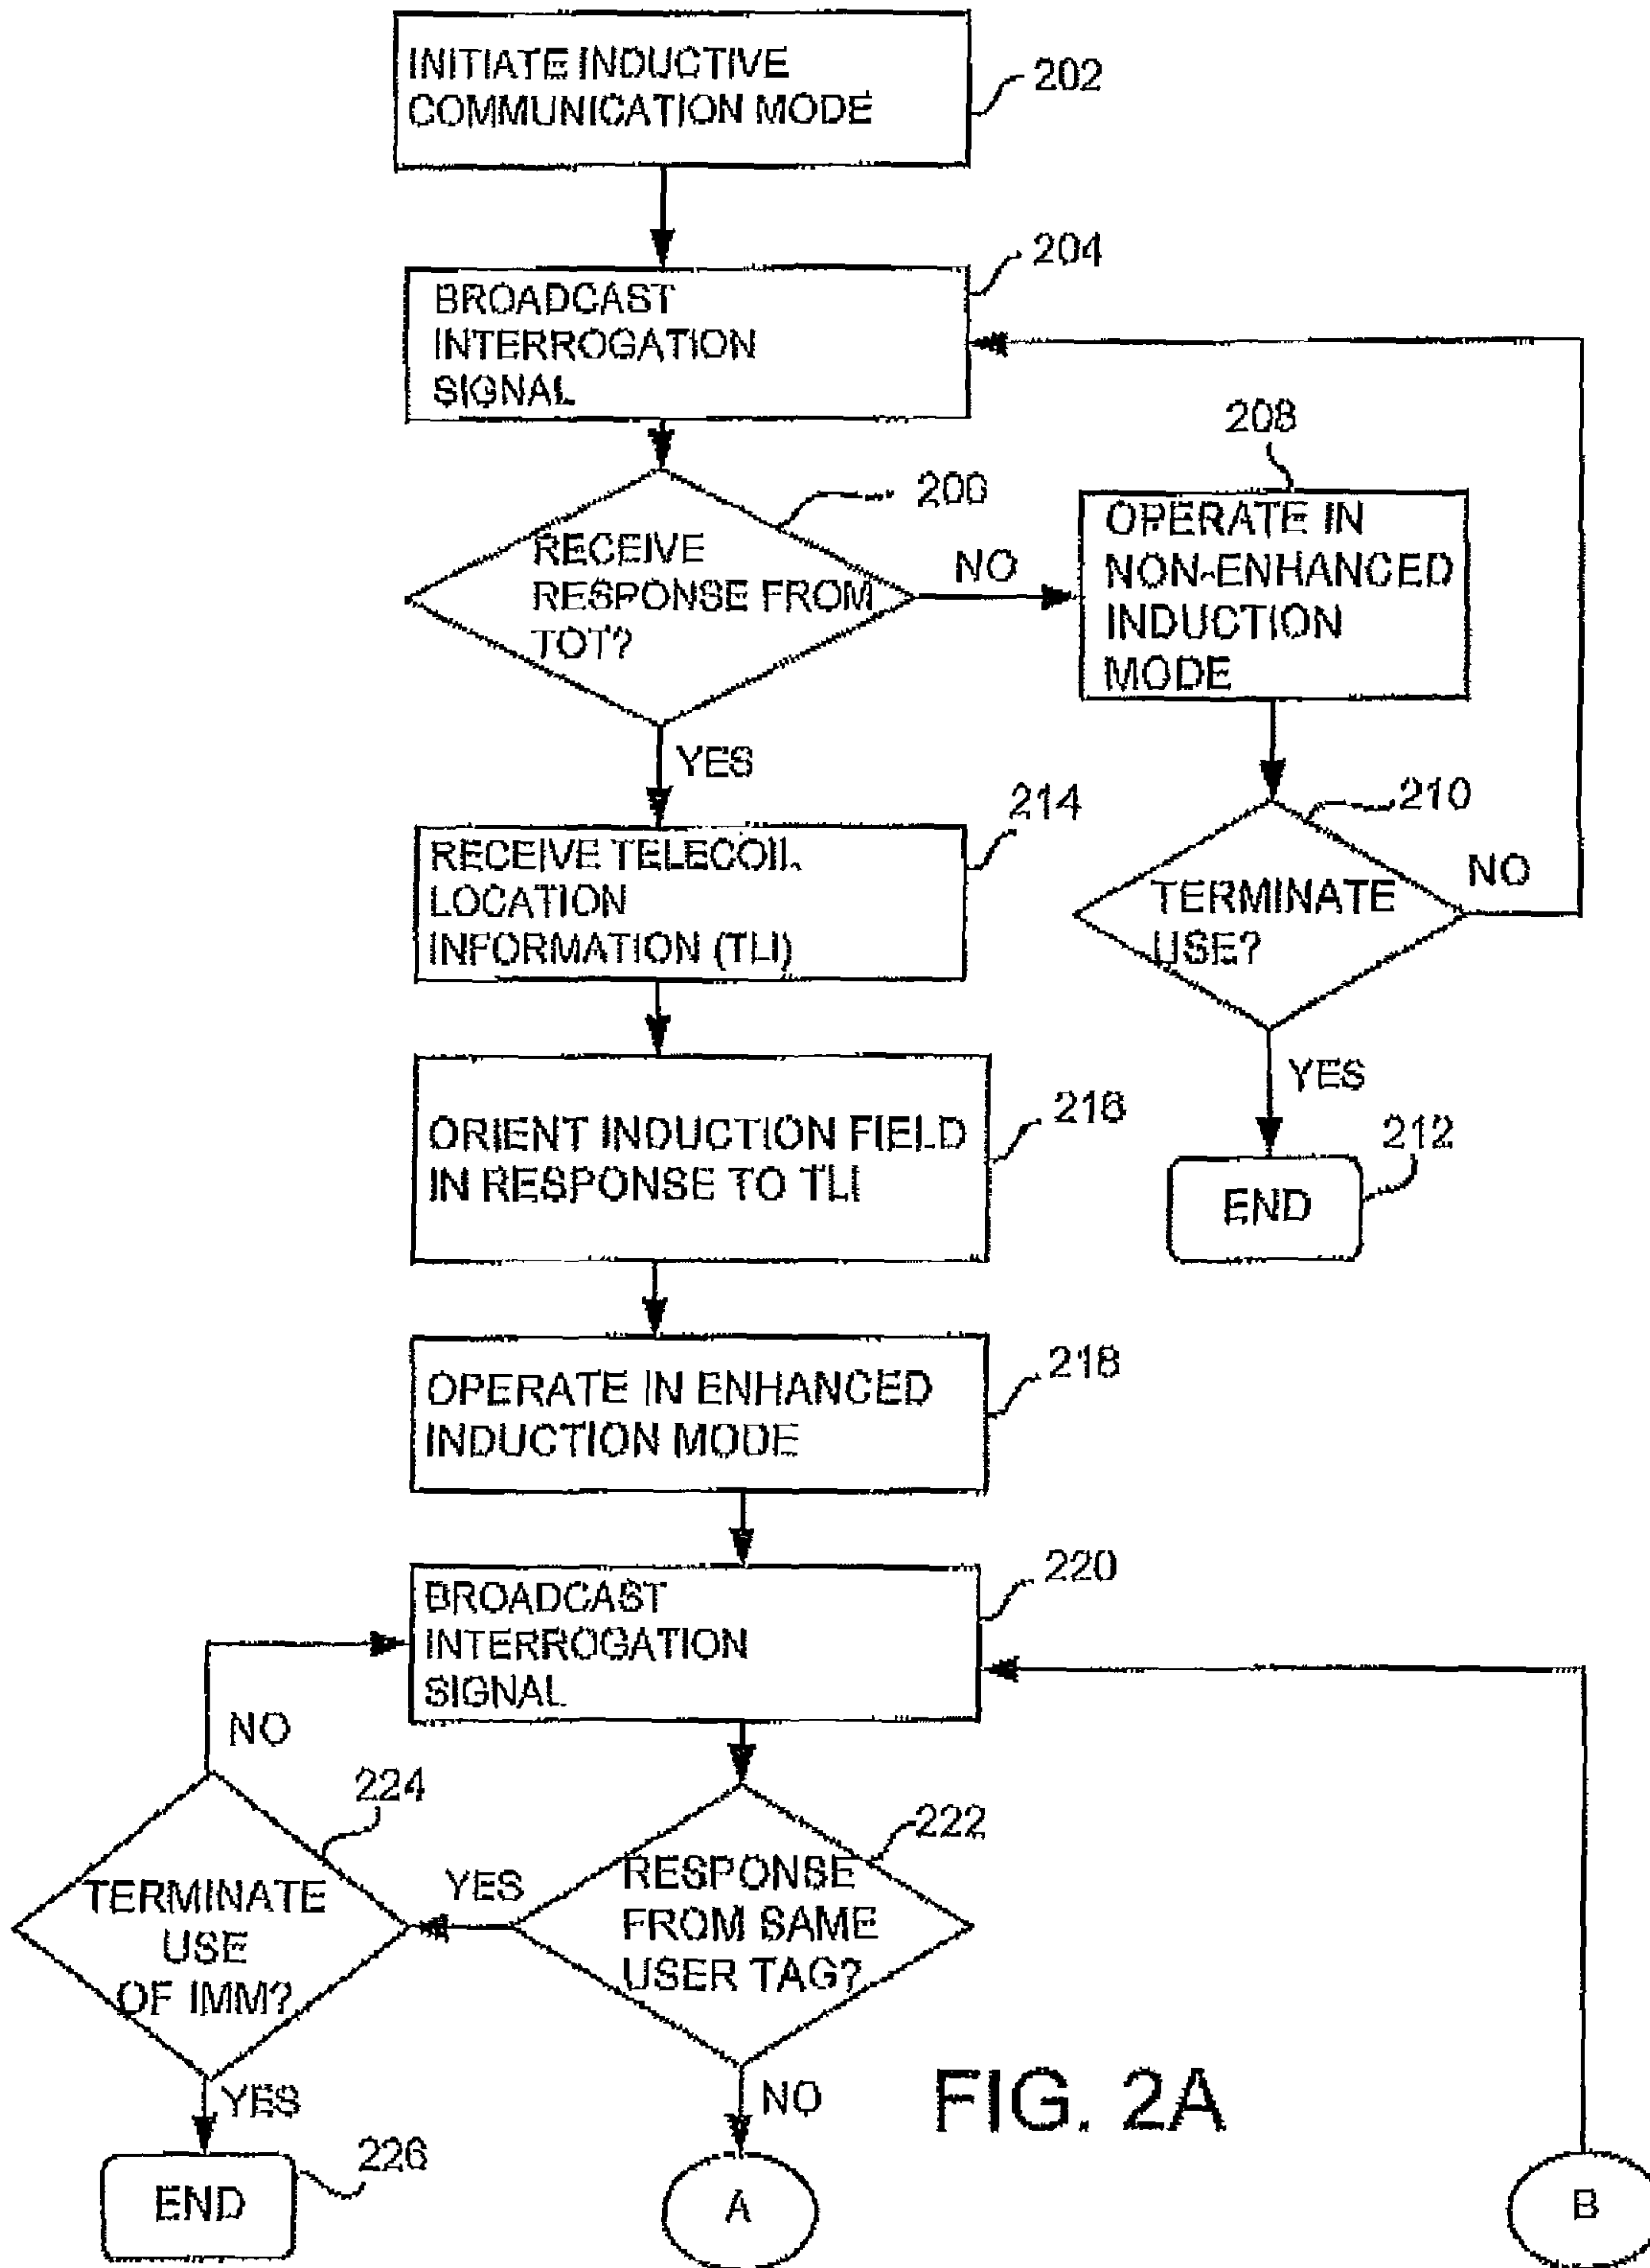 INITIATE INDUCTIVE
COMMUNICATION MODE
202
BROADCAST
INTERROGATION
SIGNAL
204
RECEIVE
RESPONSE FROM
TOT?
200
NO
208
OPERATE IN
NON-ENHANCED
INDUCTION
MODE
YES
210
TERMINATE
USE?
NO
YES
212
END
RECEIVE TELECOIL
LOCATION
INFORMATION (TLI)
214
ORIENT INDUCTION FIELD
IN RESPONSE TO TLI
216
OPERATE IN ENHANCED
INDUCTION MODE
218
BROADCAST
INTERROGATION
SIGNAL
220
NO
224
TERMINATE
USE
OF IMM?
YES
RESPONSE
FROM SAME
USER TAG?
222
YES
226
END
NO
A
FIG. 2A
B